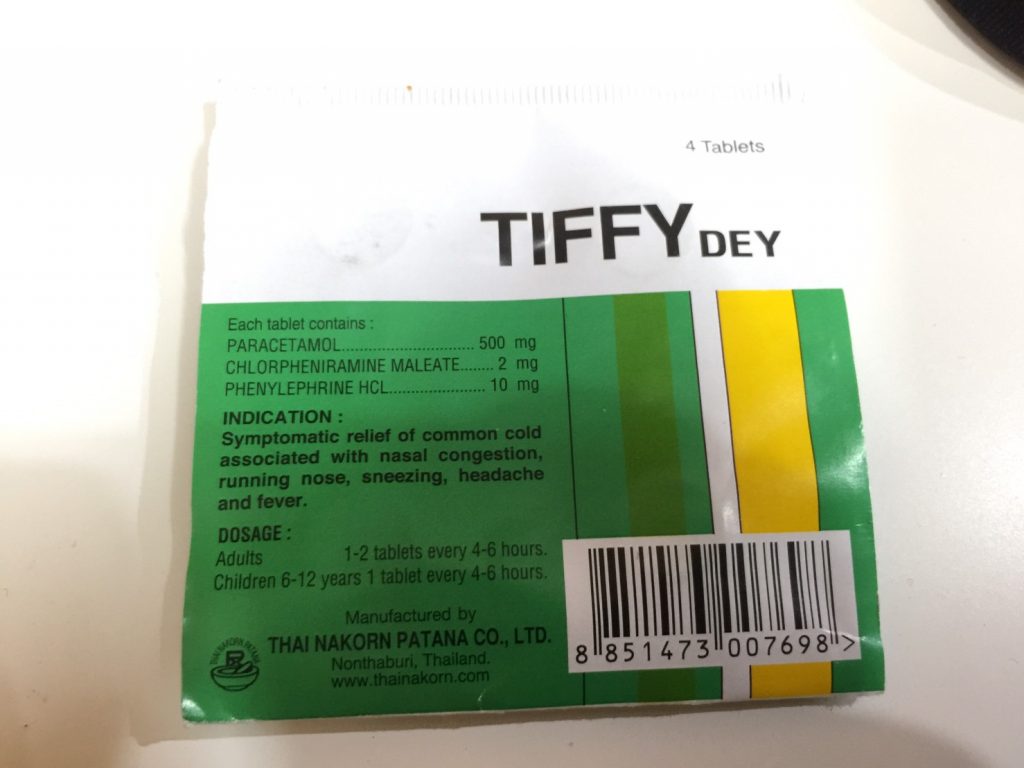 4 Tablets
TIFFY DEY
Each tablet contains :
PARACETAMOL............................ 500 mg
CHLORPHENIRAMINE MALEATE........ 2 mg
PHENYLEPHRINE HCL...................... 10 mg
INDICATION :
Symptomatic relief of common cold
associated with nasal congestion,
running nose, sneezing, headache
and fever.
DOSAGE :
Adults 1-2 tablets every 4-6 hours.
Children 6-12 years 1 tablet every 4-6 hours.
Manufactured by
THAI NAKORN PATANA CO., LTD.
Nonthaburi, Thailand.
www.thainakorn.com
THAI NAKORN PATANA
8 851473 007698 >